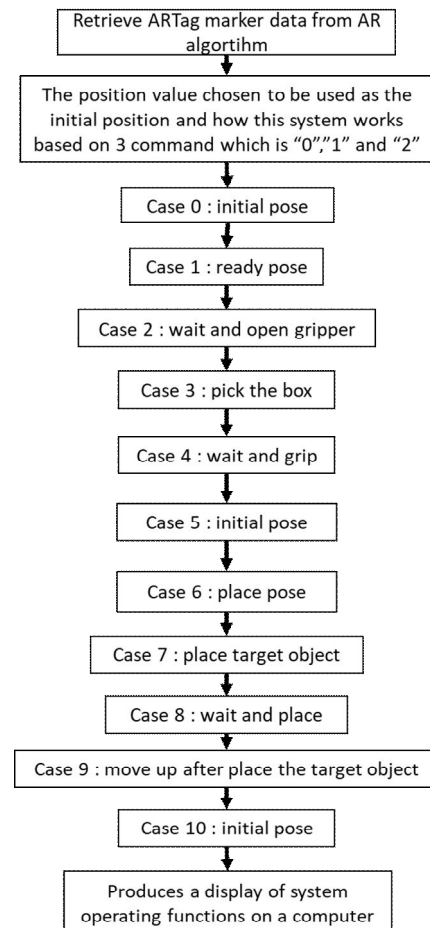 Retrieve ARTag marker data from AR
algortihm
The position value chosen to be used as the
initial position and how this system works
based on 3 command which is “0”,”1” and “2”
Case 0 : initial pose
Case 1 : ready pose
Case 2 : wait and open gripper
Case 3 : pick the box
Case 4 : wait and grip
Case 5 : initial pose
Case 6 : place pose
Case 7 : place target object
Case 8 : wait and place
Case 9 : move up after place the target object
Case 10 : initial pose
Produces a display of system
operating functions on a computer